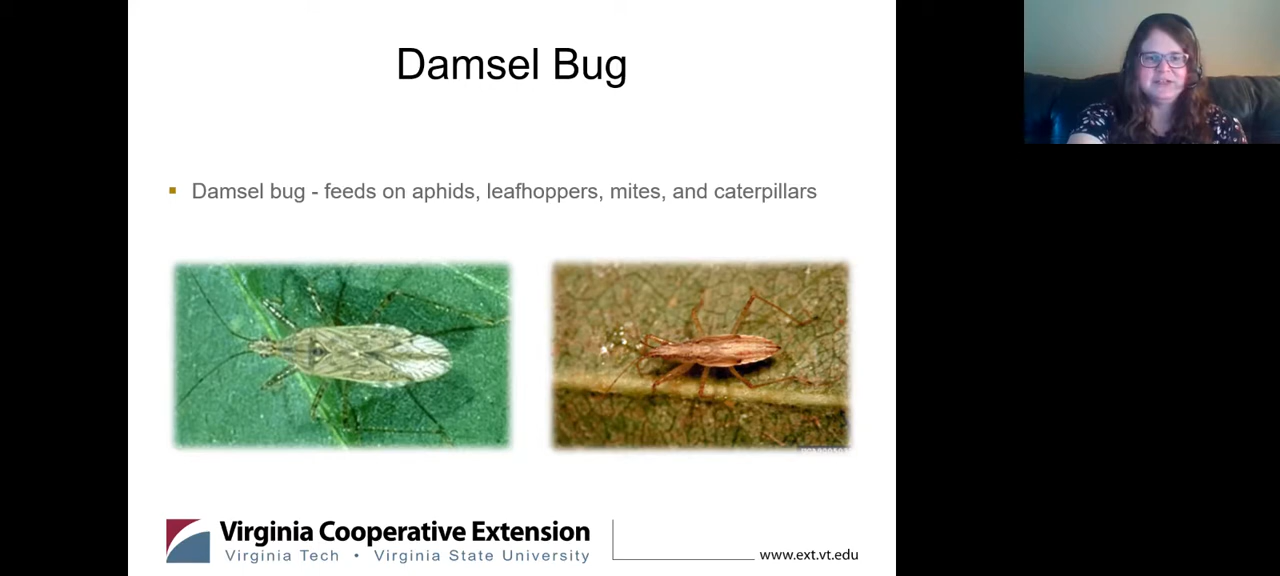 Damsel Bug
Damsel bug - feeds on aphids, leafhoppers, mites, and caterpillars
Virginia Cooperative Extension
Virginia Tech • Virginia State University
www.ext.vt.edu